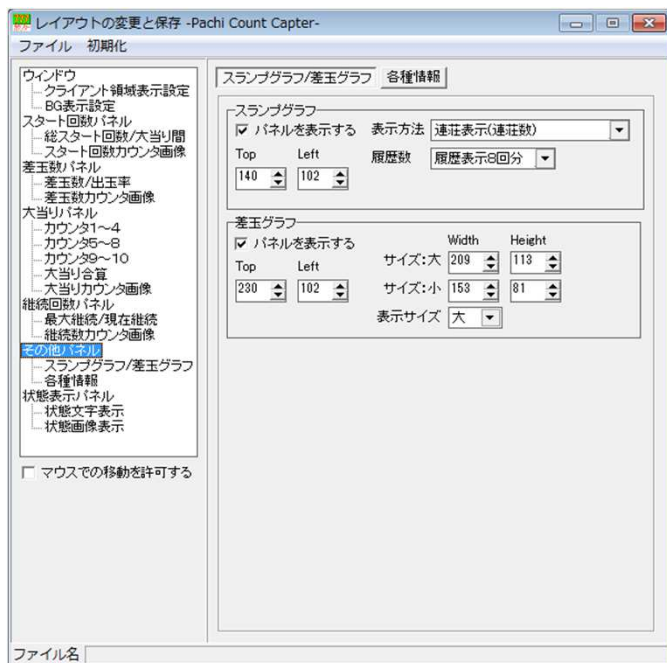 レイアウトの変更と保存 -Pachi Count Capter-
ファイル 初期化
ウィンドウ
クライアント領域表示設定
BG表示設定
スタート回数パネル
総スタート回数/大当り間
スタート回数カウンタ画像
差玉数パネル
差玉数/出玉率
差玉数カウンタ画像
大当りパネル
カウンタ1～4
カウンタ5～8
カウンタ9～10
大当り合算
大当りカウンタ画像
継続回数パネル
最大継続/現在継続
継続数カウンタ画像
その他パネル
スランプグラフ/差玉グラフ
各種情報
状態表示パネル
状態文字表示
状態画像表示
マウスでの移動を許可する
スランプグラフ/差玉グラフ 各種情報
スランプグラフ
パネルを表示する 表示方法 連荘表示(連荘数)
Top Left 履歴数 履歴表示8回分
140 102
差玉グラフ
パネルを表示する Width Height
Top Left サイズ:大 209 113
230 102 サイズ:小 153 81
表示サイズ 大
ファイル名